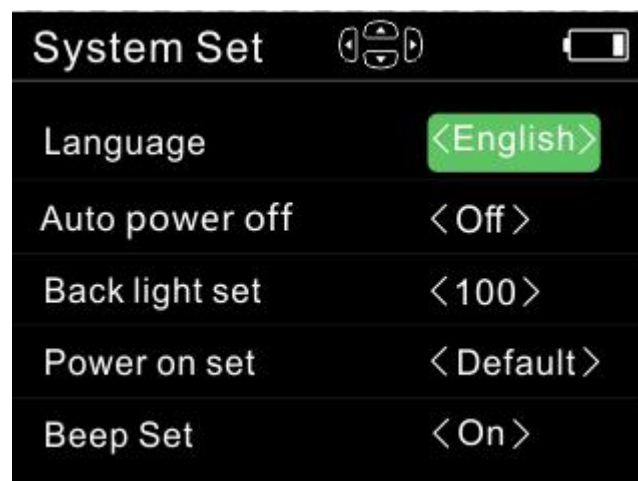 System Set
Language <English>
Auto power off <Off>
Back light set <100>
Power on set <Default>
Beep Set <On>